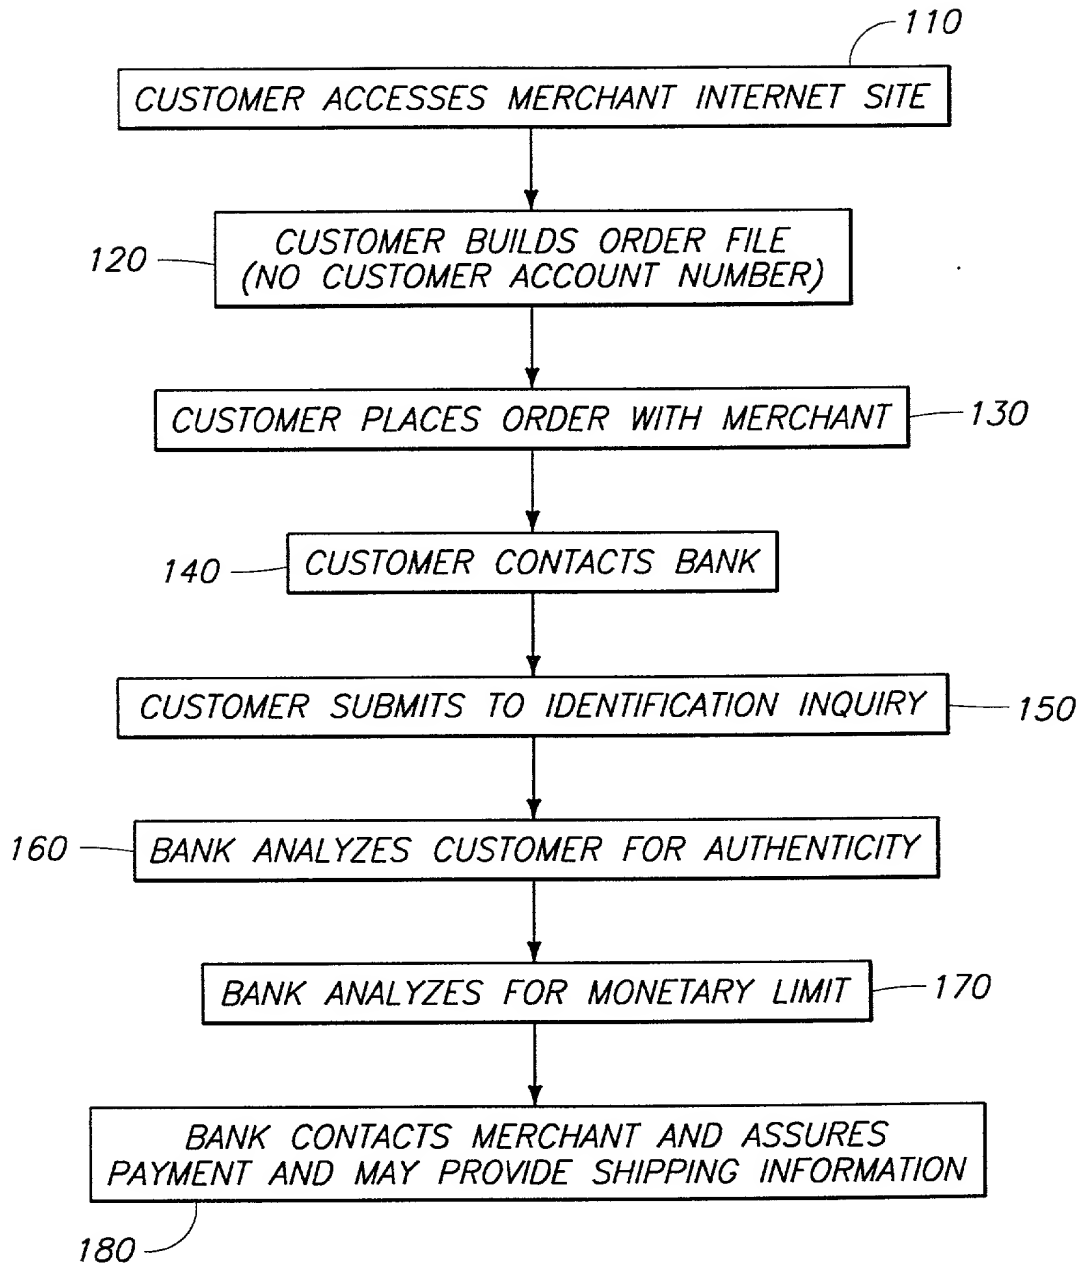 110
CUSTOMER ACCESSES MERCHANT INTERNET SITE
120
CUSTOMER BUILDS ORDER FILE
(NO CUSTOMER ACCOUNT NUMBER)
CUSTOMER PLACES ORDER WITH MERCHANT
130
140
CUSTOMER CONTACTS BANK
CUSTOMER SUBMITS TO IDENTIFICATION INQUIRY
150
160
BANK ANALYZES CUSTOMER FOR AUTHENTICITY
BANK ANALYZES FOR MONETARY LIMIT
170
BANK CONTACTS MERCHANT AND ASSURES
PAYMENT AND MAY PROVIDE SHIPPING INFORMATION
180